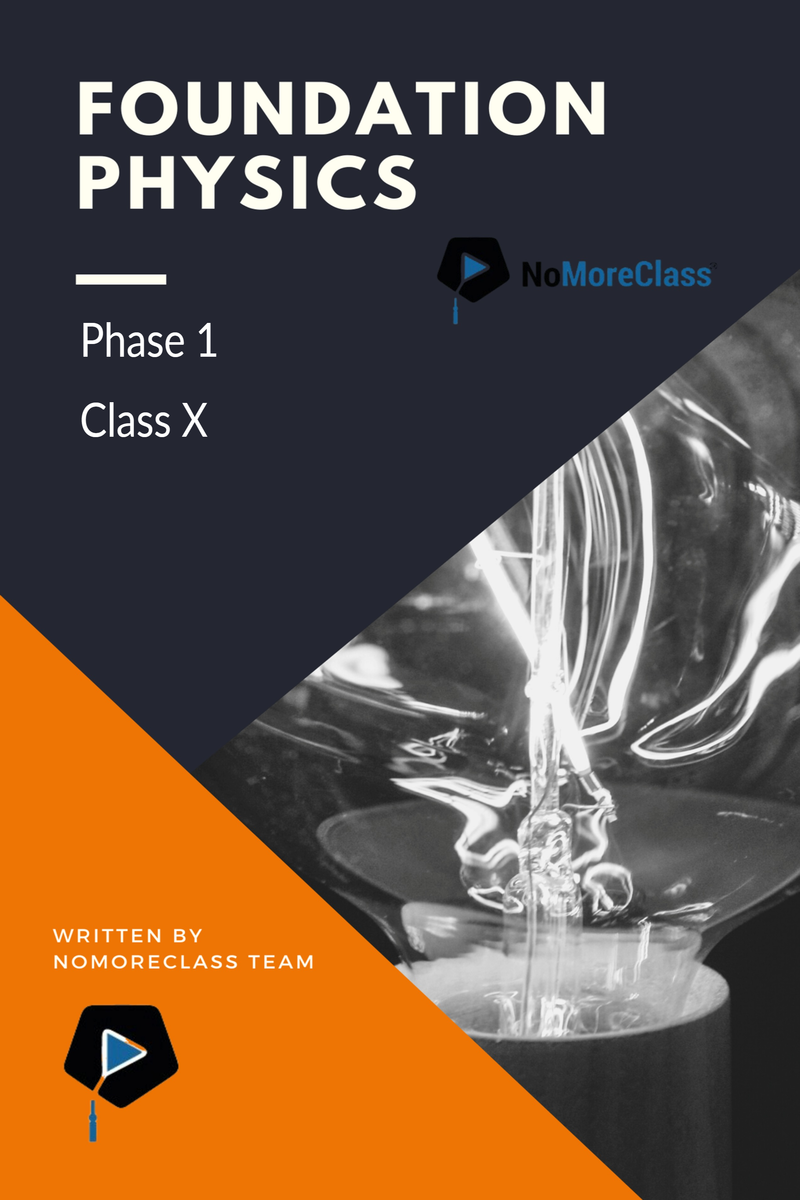 FOUNDATION
PHYSICS
NoMoreClass
Phase 1
Class X
WRITTEN BY
NOMORECLASS TEAM